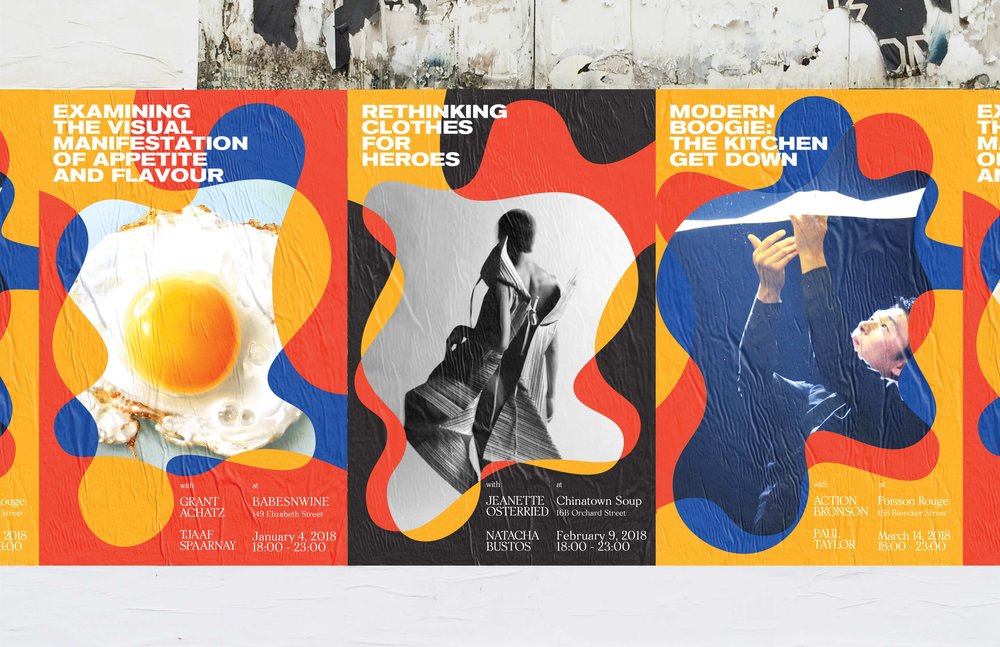 EXAMINING
THE VISUAL
MANIFESTATION
OF APPETITE
AND FLAVOUR
with
GRANT
ACHATZ
TJAAF
SPAARNAY
at
BABESNWINE
149 Elizabeth Street
January 4, 2018
18:00 - 23:00
RETHINKING
CLOTHES
FOR
HEROES
with
JEANETTE
OSTERRIED
NATACHA
BUSTOS
at
Chinatown Soup
16B Orchard Street
February 9, 2018
18:00 - 23:00
MODERN
BOOGIE:
THE KITCHEN
GET DOWN
with
ACTION
BRONSON
PAUL
TAYLOR
at
Poisson Rouge
158 Bleecker Street
March 14, 2018
18:00 - 23:00